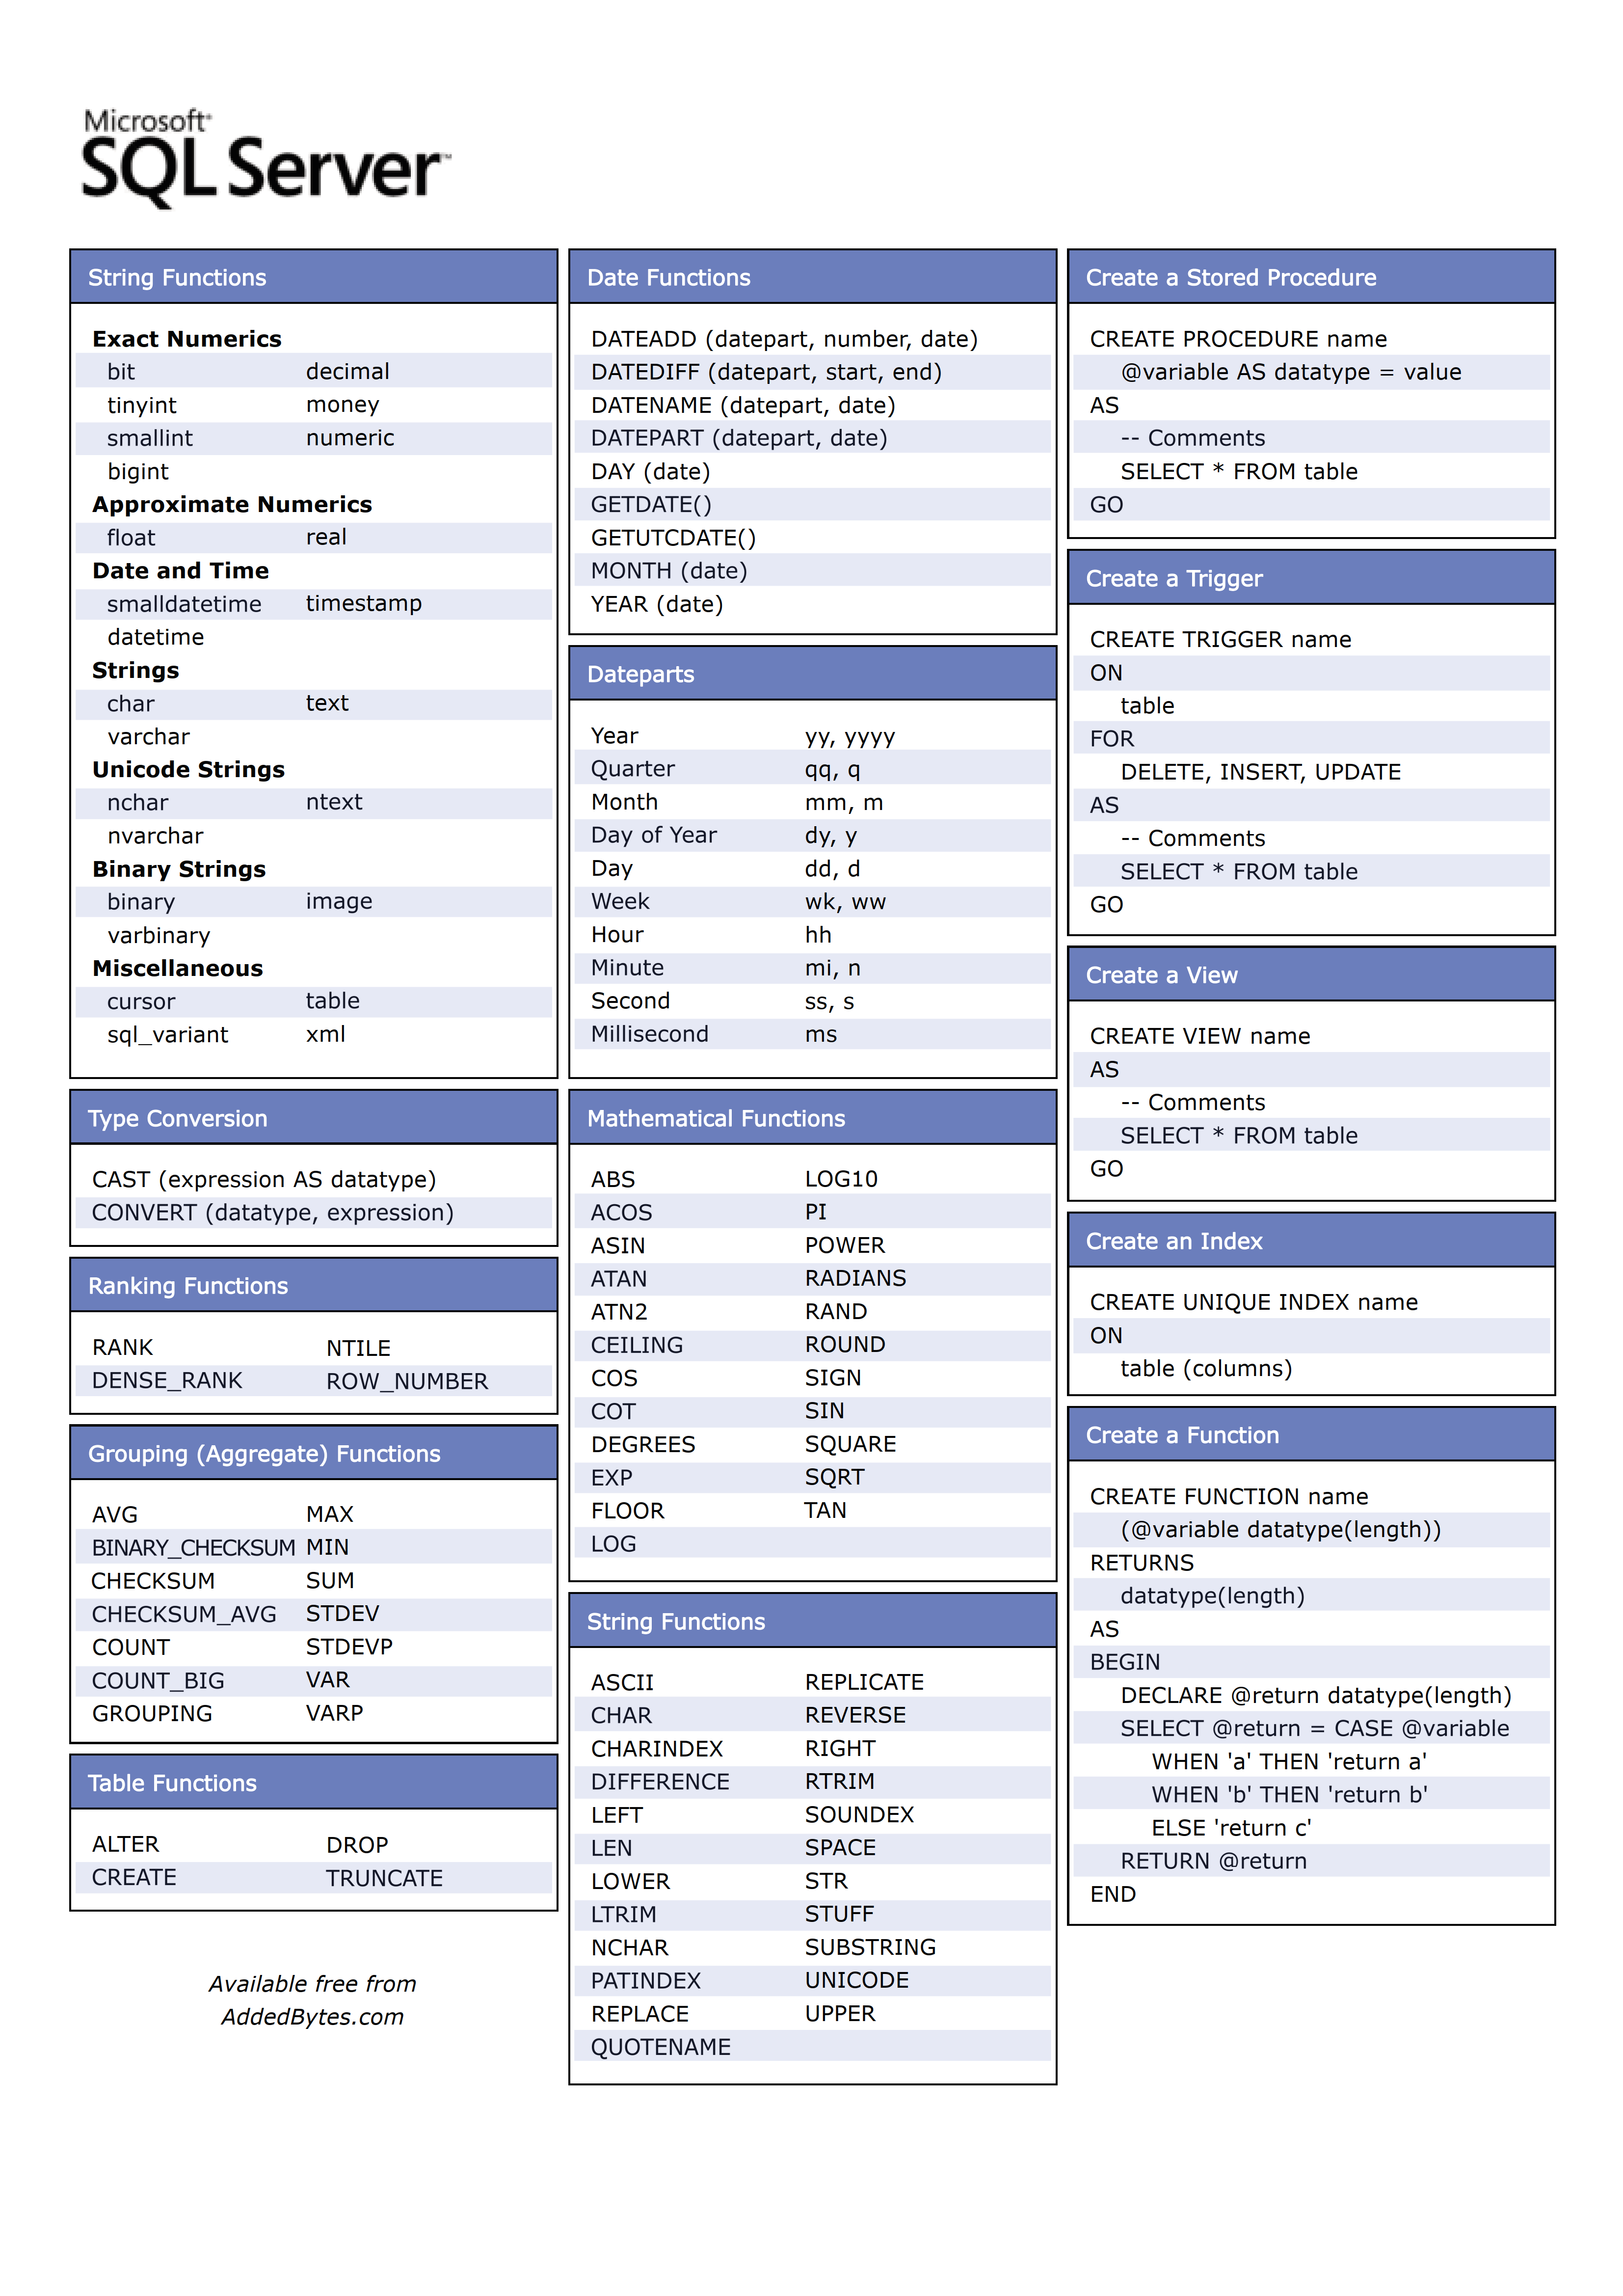 Microsoft®
SQL Server™
String Functions
Exact Numerics
bit decimal
tinyint money
smallint numeric
bigint
Approximate Numerics
float real
Date and Time
smalldatetime timestamp
datetime
Strings
char text
varchar
Unicode Strings
nchar ntext
nvarchar
Binary Strings
binary image
varbinary
Miscellaneous
cursor table
sql_variant xml
Type Conversion
CAST (expression AS datatype)
CONVERT (datatype, expression)
Ranking Functions
RANK NTILE
DENSE_RANK ROW_NUMBER
Grouping (Aggregate) Functions
AVG MAX
BINARY_CHECKSUM MIN
CHECKSUM SUM
CHECKSUM_AVG STDEV
COUNT STDEVP
COUNT_BIG VAR
GROUPING VARP
Table Functions
ALTER DROP
CREATE TRUNCATE
Available free from
AddedBytes.com
Date Functions
DATEADD (datepart, number, date)
DATEDIFF (datepart, start, end)
DATENAME (datepart, date)
DATEPART (datepart, date)
DAY (date)
GETDATE()
GETUTCDATE()
MONTH (date)
YEAR (date)
Dateparts
Year yy, yyyy
Quarter qq, q
Month mm, m
Day of Year dy, y
Day dd, d
Week wk, ww
Hour hh
Minute mi, n
Second ss, s
Millisecond ms
Mathematical Functions
ABS LOG10
ACOS PI
ASIN POWER
ATAN RADIANS
ATN2 RAND
CEILING ROUND
COS SIGN
COT SIN
DEGREES SQUARE
EXP SQRT
FLOOR TAN
LOG
String Functions
ASCII REPLICATE
CHAR REVERSE
CHARINDEX RIGHT
DIFFERENCE RTRIM
LEFT SOUNDEX
LEN SPACE
LOWER STR
LTRIM STUFF
NCHAR SUBSTRING
PATINDEX UNICODE
REPLACE UPPER
QUOTENAME
Create a Stored Procedure
CREATE PROCEDURE name
@variable AS datatype = value
AS
-- Comments
SELECT * FROM table
GO
Create a Trigger
CREATE TRIGGER name
ON
table
FOR
DELETE, INSERT, UPDATE
AS
-- Comments
SELECT * FROM table
GO
Create a View
CREATE VIEW name
AS
-- Comments
SELECT * FROM table
GO
Create an Index
CREATE UNIQUE INDEX name
ON
table (columns)
Create a Function
CREATE FUNCTION name
(@variable datatype(length))
RETURNS
datatype(length)
AS
BEGIN
DECLARE @return datatype(length)
SELECT @return = CASE @variable
WHEN 'a' THEN 'return a'
WHEN 'b' THEN 'return b'
ELSE 'return c'
RETURN @return
END